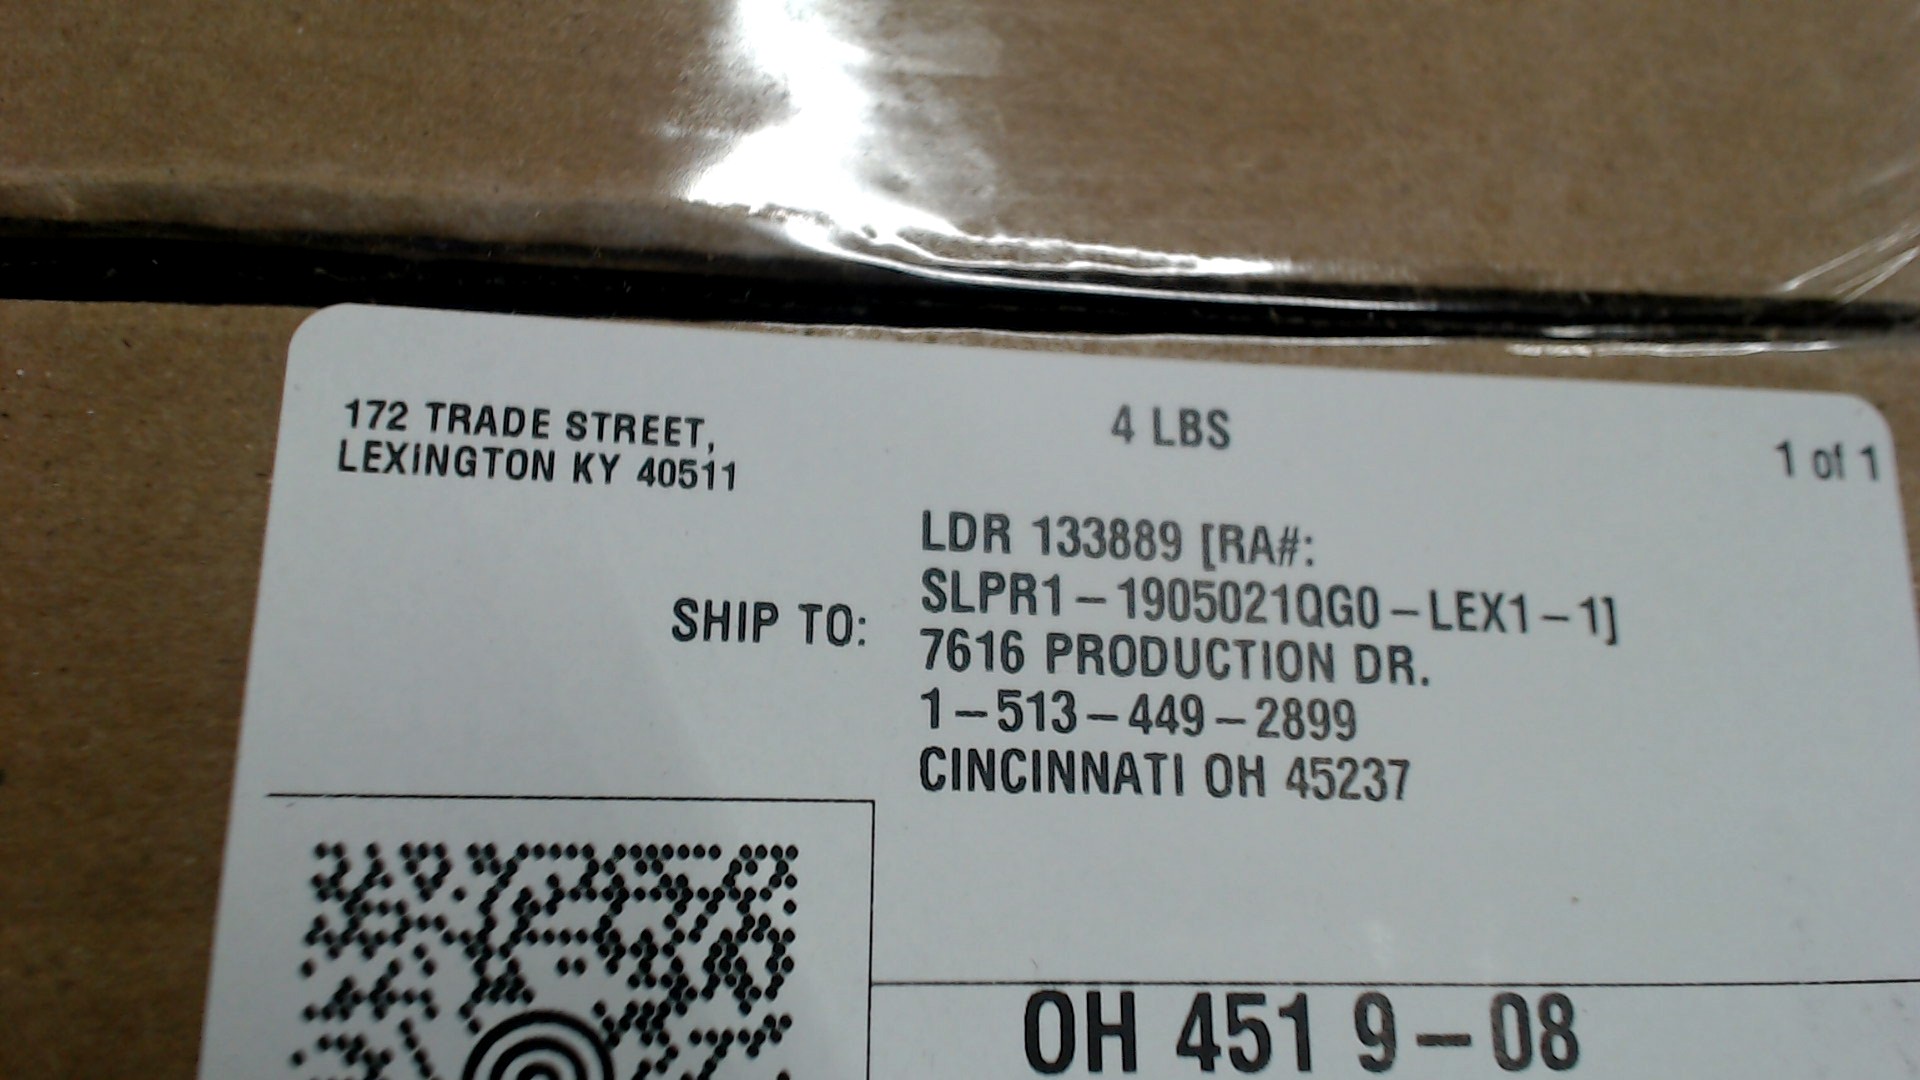 172 TRADE STREET,
LEXINGTON KY 40511
4 LBS
1 of 1
SHIP TO:
LDR 133889 [RA#:
SLPR1-1905021QG0-LEX1-1]
7616 PRODUCTION DR.
1-513-449-2899
CINCINNATI OH 45237
OH 451 9-08